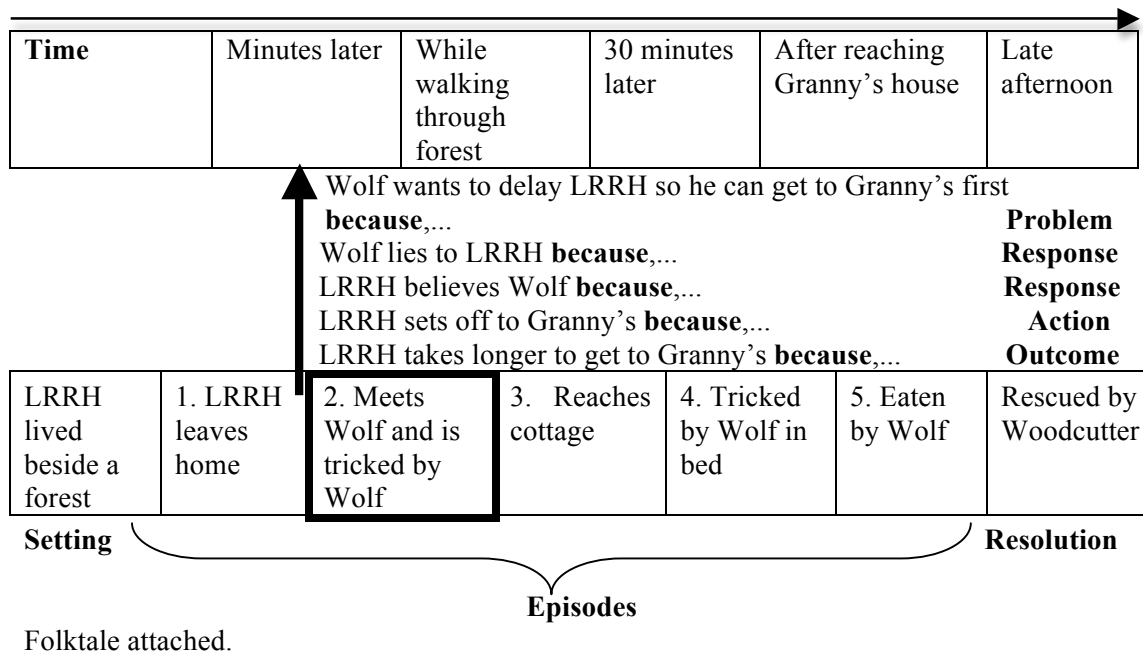 Time
Minutes later
While
walking
through
forest
30 minutes
later
After reaching
Granny’s house
Late
afternoon
Wolf wants to delay LRRH so he can get to Granny’s first
because,... Problem
Wolf lies to LRRH because,... Response
LRRH believes Wolf because,... Response
LRRH sets off to Granny’s because,... Action
LRRH takes longer to get to Granny’s because,... Outcome
LRRH
lived
beside a
forest
1. LRRH
leaves
home
2. Meets
Wolf and is
tricked by
Wolf
3. Reaches
cottage
4. Tricked
by Wolf in
bed
5. Eaten
by Wolf
Rescued by
Woodcutter
Setting
Resolution
Episodes
Folktale attached.